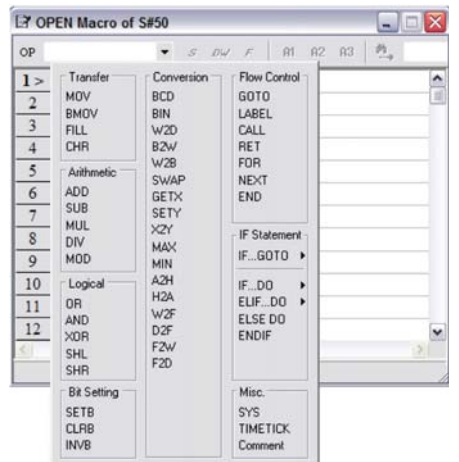 OPEN Macro of S#50
OP S DW F A1 A2 A3
1 >
2
3
4
5
6
7
8
9
10
11
12
Transfer
MOV
BMOV
FILL
CHR
Arithmetic
ADD
SUB
MUL
DIV
MOD
Logical
OR
AND
XOR
SHL
SHR
Bit Setting
SETB
CLRB
INVB
Conversion
BCD
BIN
W2D
B2W
W2B
SWAP
GETX
SETY
X2Y
MAX
MIN
A2H
H2A
W2F
D2F
F2W
F2D
Flow Control
GOTO
LABEL
CALL
RET
FOR
NEXT
END
IF Statement
IF...GOTO
IF...DO
ELIF...DO
ELSE DO
ENDIF
Misc.
SYS
TIMETICK
Comment